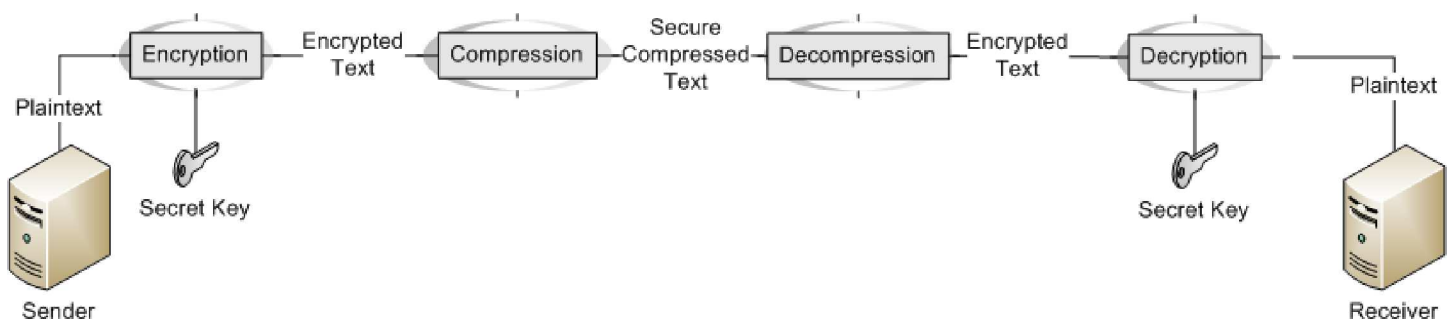 Plaintext
Sender
Encryption
Secret Key
Encrypted
Text
Compression
Secure
Compressed
Text
Decompression
Encrypted
Text
Decryption
Secret Key
Plaintext
Receiver